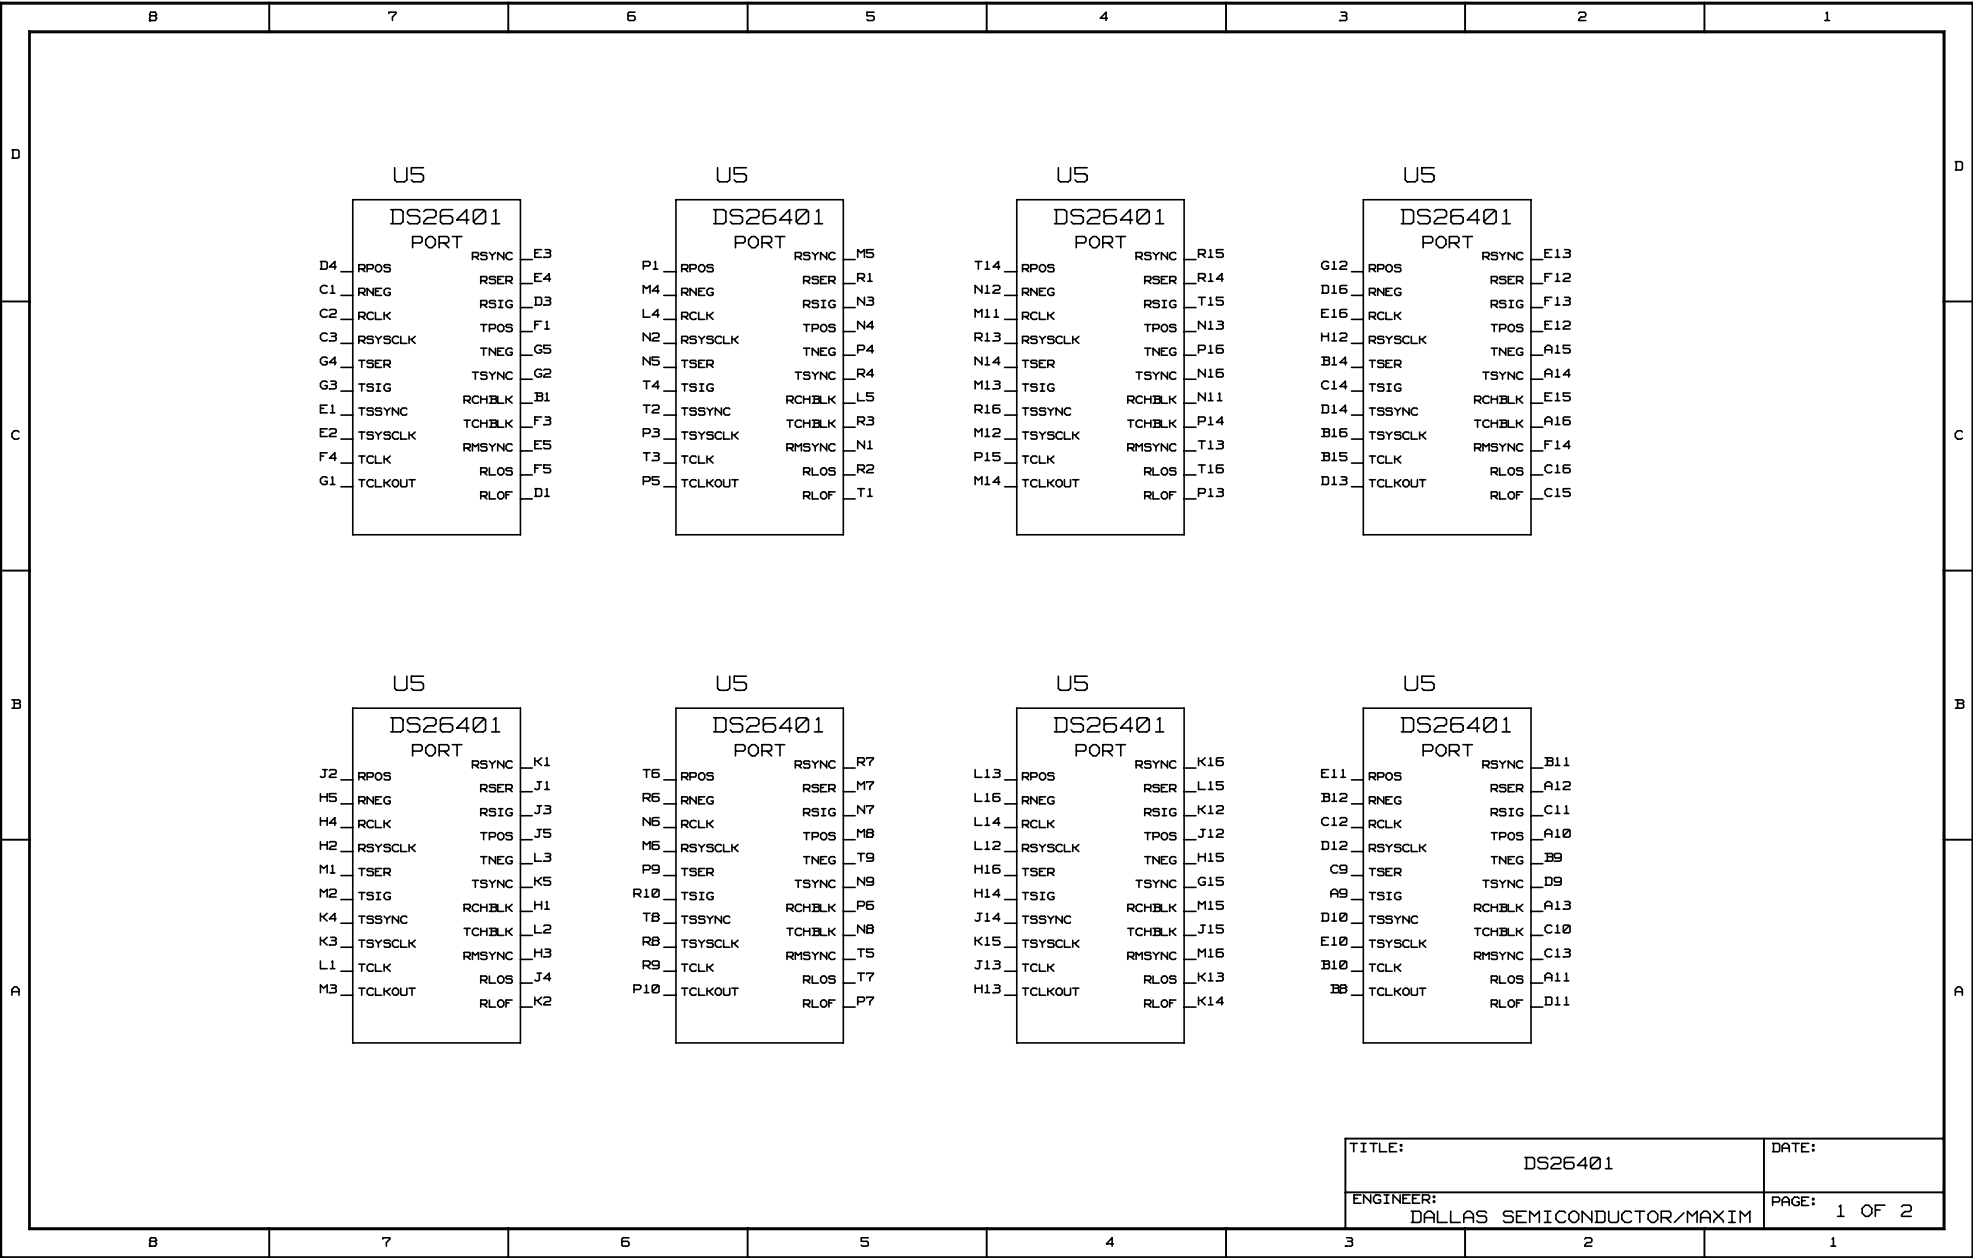 8 7 6 5 4 3 2 1
D D
U5 U5 U5 U5
DS26401 DS26401 DS26401 DS26401
PORT PORT PORT PORT
RSYNC E3 RSYNC M5 RSYNC R15 RSYNC E13
D4 RPOS P1 RPOS T14 RPOS G12 RPOS
RSER E4 RSER R1 RSER R14 RSER F12
C1 RNEG M4 RNEG N12 RNEG D16 RNEG
RSIG D3 RSIG N3 RSIG T15 RSIG F13
C2 RCLK L4 RCLK M11 RCLK E16 RCLK
TPOS F1 TPOS N4 TPOS N13 TPOS E12
C3 RSYSCLK N2 RSYSCLK R13 RSYSCLK H12 RSYSCLK
TNEG G5 TNEG P4 TNEG P16 TNEG A15
G4 TSER N5 TSER N14 TSER B14 TSER
TSYNC G2 TSYNC R4 TSYNC N16 TSYNC A14
G3 TSIG T4 TSIG M13 TSIG C14 TSIG
RCHBLK B1 RCHBLK L5 RCHBLK N11 RCHBLK E15
E1 TSSYNC T2 TSSYNC R16 TSSYNC D14 TSSYNC
TCHBLK F3 TCHBLK R3 TCHBLK P14 TCHBLK A16
E2 TSYSCLK P3 TSYSCLK M12 TSYSCLK B16 TSYSCLK
C C
RMSYNC E5 RMSYNC N1 RMSYNC T13 RMSYNC F14
F4 TCLK T3 TCLK P15 TCLK B15 TCLK
RLOS F5 RLOS R2 RLOS T16 RLOS C16
G1 TCLKOUT P5 TCLKOUT M14 TCLKOUT D13 TCLKOUT
RLOF D1 RLOF T1 RLOF P13 RLOF C15
U5 U5 U5 U5
B B
DS26401 DS26401 DS26401 DS26401
PORT PORT PORT PORT
RSYNC K1 RSYNC R7 RSYNC K16 RSYNC B11
J2 RPOS T6 RPOS L13 RPOS E11 RPOS
RSER J1 RSER M7 RSER L15 RSER A12
H5 RNEG R6 RNEG L16 RNEG B12 RNEG
RSIG J3 RSIG N7 RSIG K12 RSIG C11
H4 RCLK N6 RCLK L14 RCLK C12 RCLK
TPOS J5 TPOS M8 TPOS J12 TPOS A10
H2 RSYSCLK M6 RSYSCLK L12 RSYSCLK D12 RSYSCLK
TNEG L3 TNEG T9 TNEG H15 TNEG B9
M1 TSER P9 TSER H16 TSER C9 TSER
TSYNC K5 TSYNC N9 TSYNC G15 TSYNC D9
M2 TSIG R10 TSIG H14 TSIG A9 TSIG
RCHBLK H1 RCHBLK P6 RCHBLK M15 RCHBLK A13
K4 TSSYNC T8 TSSYNC J14 TSSYNC D10 TSSYNC
TCHBLK L2 TCHBLK N8 TCHBLK J15 TCHBLK C10
K3 TSYSCLK R8 TSYSCLK K15 TSYSCLK E10 TSYSCLK
RMSYNC H3 RMSYNC T5 RMSYNC M16 RMSYNC C13
L1 TCLK R9 TCLK J13 TCLK B10 TCLK
RLOS J4 RLOS T7 RLOS K13 RLOS A11
M3 TCLKOUT P10 TCLKOUT H13 TCLKOUT B8 TCLKOUT
A A
RLOF K2 RLOF P7 RLOF K14 RLOF D11
TITLE: DATE:
DS26401
ENGINEER: PAGE: 1 OF 2
DALLAS SEMICONDUCTOR/MAXIM
8 7 6 5 4 3 2 1